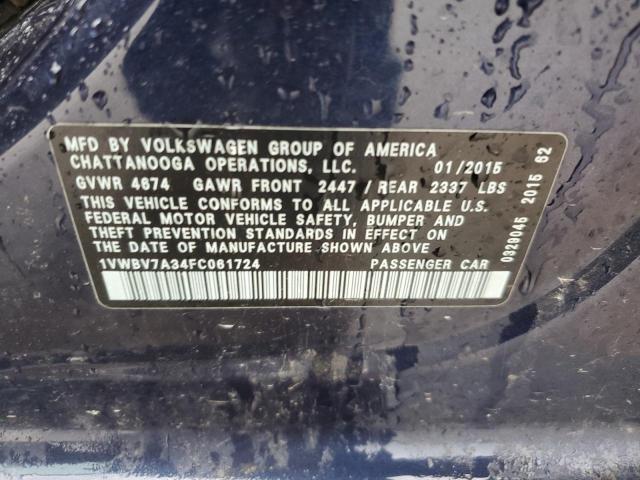 MFD BY VOLKSWAGEN GROUP OF AMERICA
CHATTANOOGA OPERATIONS, LLC. 01/2015
GVWR 4674 GAWR FRONT 2447 / REAR 2337 LBS
THIS VEHICLE CONFORMS TO ALL APPLICABLE U.S.
FEDERAL MOTOR VEHICLE SAFETY, BUMPER AND
THEFT PREVENTION STANDARDS IN EFFECT ON
THE DATE OF MANUFACTURE SHOWN ABOVE
1VWBV7A34FC061724 PASSENGER CAR
0329045 2015 62